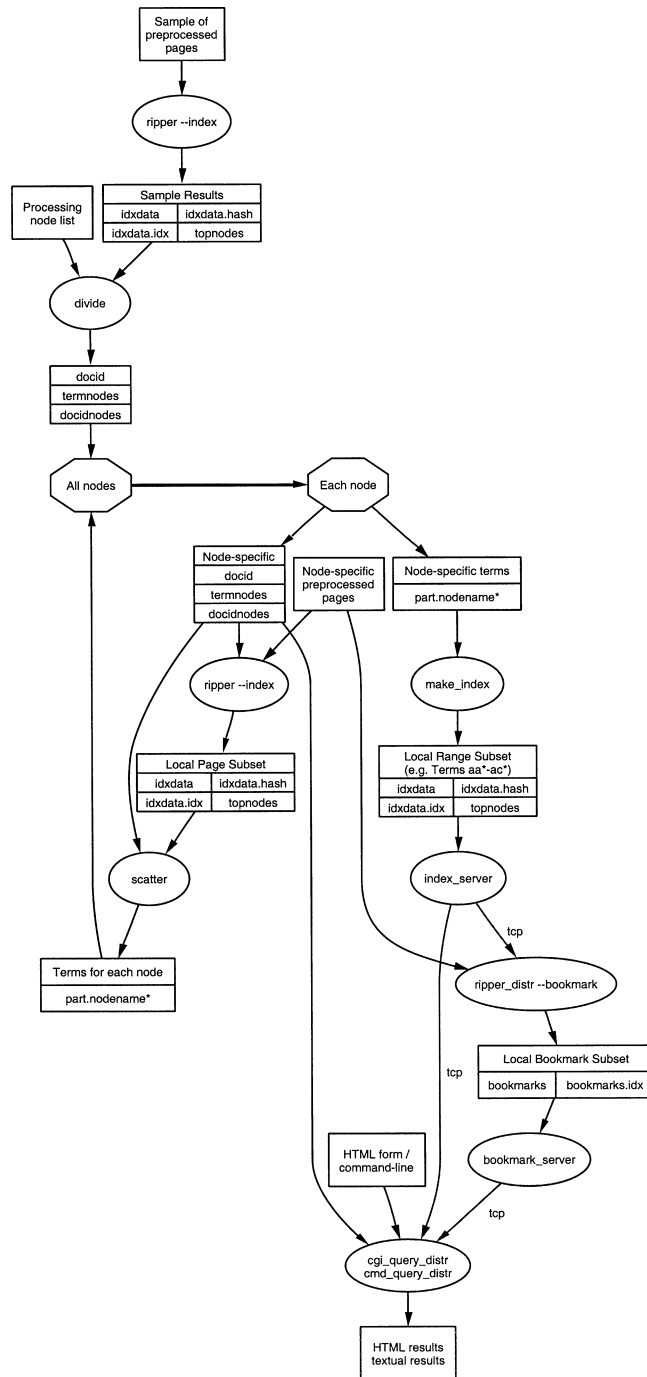 Sample of
preprocessed
pages
ripper --index
Processing
node list
Sample Results
idxdata idxdata.hash
idxdata.idx topnodes
divide
docid
termnodes
docidnodes
All nodes
Each node
Node-specific
docid
termnodes
docidnodes
Node-specific
preprocessed
pages
Node-specific terms
part.nodename*
ripper --index
make_index
Local Page Subset
idxdata idxdata.hash
idxdata.idx topnodes
Local Range Subset
(e.g. Terms aa*-ac*)
idxdata idxdata.hash
idxdata.idx topnodes
scatter
index_server
tcp
Terms for each node
part.nodename*
ripper_distr --bookmark
tcp
Local Bookmark Subset
bookmarks bookmarks.idx
HTML form /
command-line
bookmark_server
tcp
cgi_query_distr
cmd_query_distr
HTML results
textual results